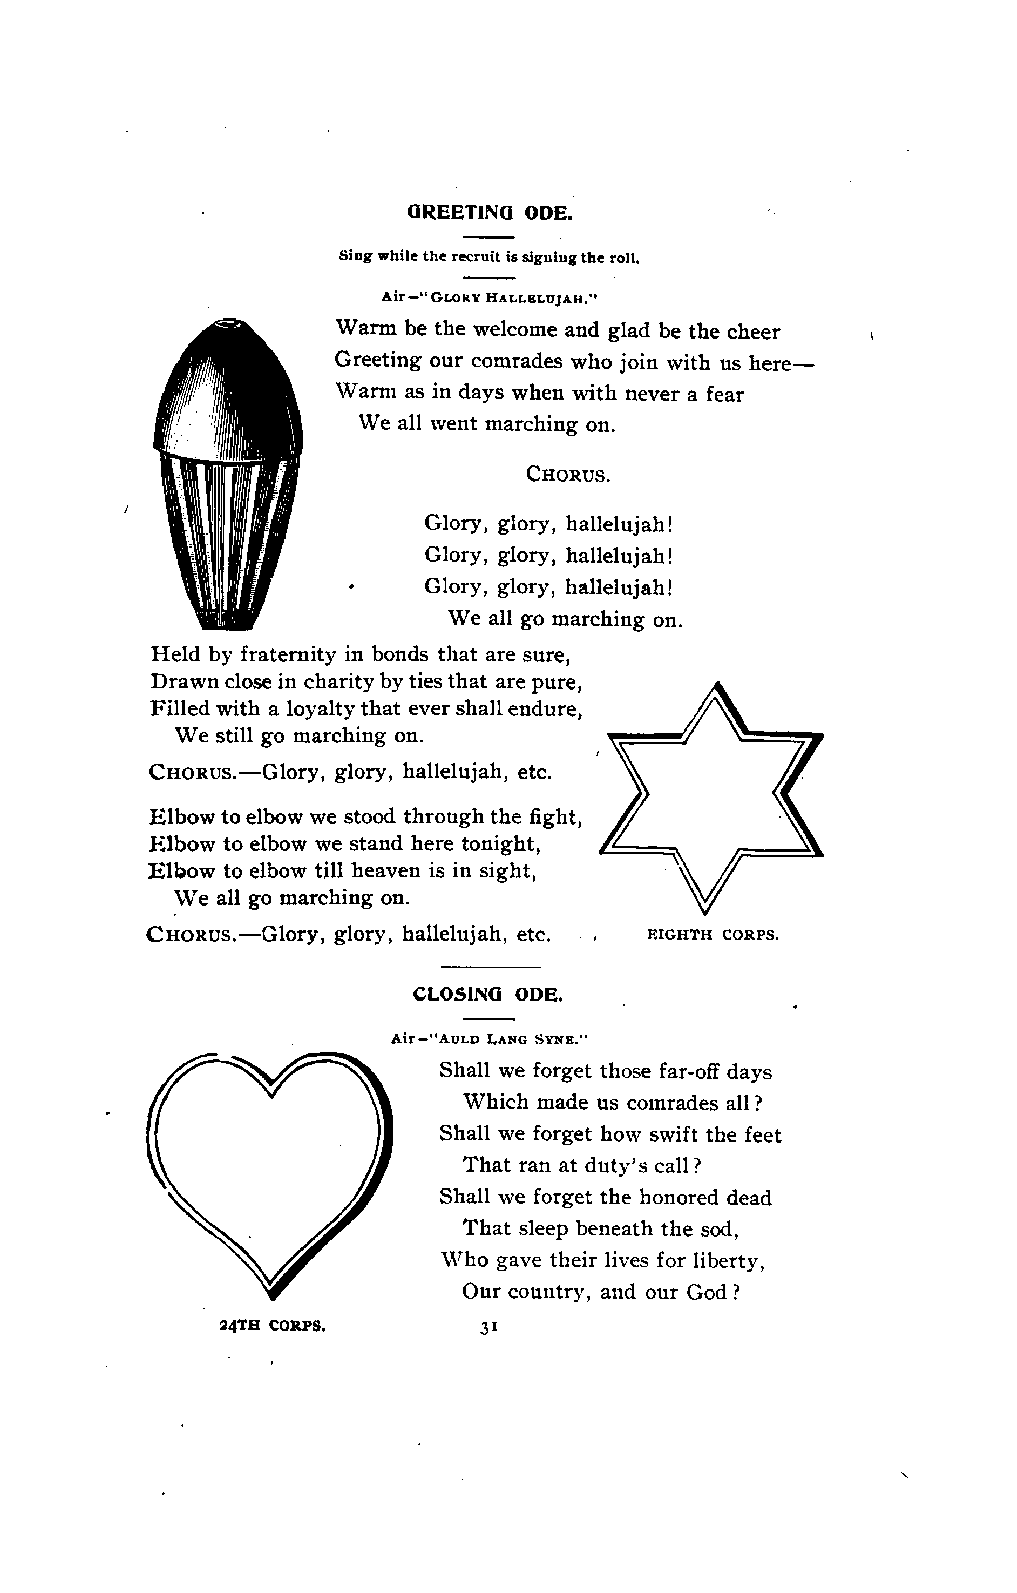 GREETING ODE.
Sing while the recruit is signing the roll.
Air—"GLORY HALLELUJAH."
Warm be the welcome and glad be the cheer
Greeting our comrades who join with us here—
Warm as in days when with never a fear
We all went marching on.
CHORUS.
Glory, glory, hallelujah!
Glory, glory, hallelujah!
Glory, glory, hallelujah!
We all go marching on.
Held by fraternity in bonds that are sure,
Drawn close in charity by ties that are pure,
Filled with a loyalty that ever shall endure,
We still go marching on.
CHORUS.—Glory, glory, hallelujah, etc.
Elbow to elbow we stood through the fight,
Elbow to elbow we stand here tonight,
Elbow to elbow till heaven is in sight,
We all go marching on.
CHORUS.—Glory, glory, hallelujah, etc.
EIGHTH CORPS.
CLOSING ODE.
Air—"AULD LANG SYNE."
Shall we forget those far-off days
Which made us comrades all?
Shall we forget how swift the feet
That ran at duty's call?
Shall we forget the honored dead
That sleep beneath the sod,
Who gave their lives for liberty,
Our country, and our God?
24TH CORPS.
31